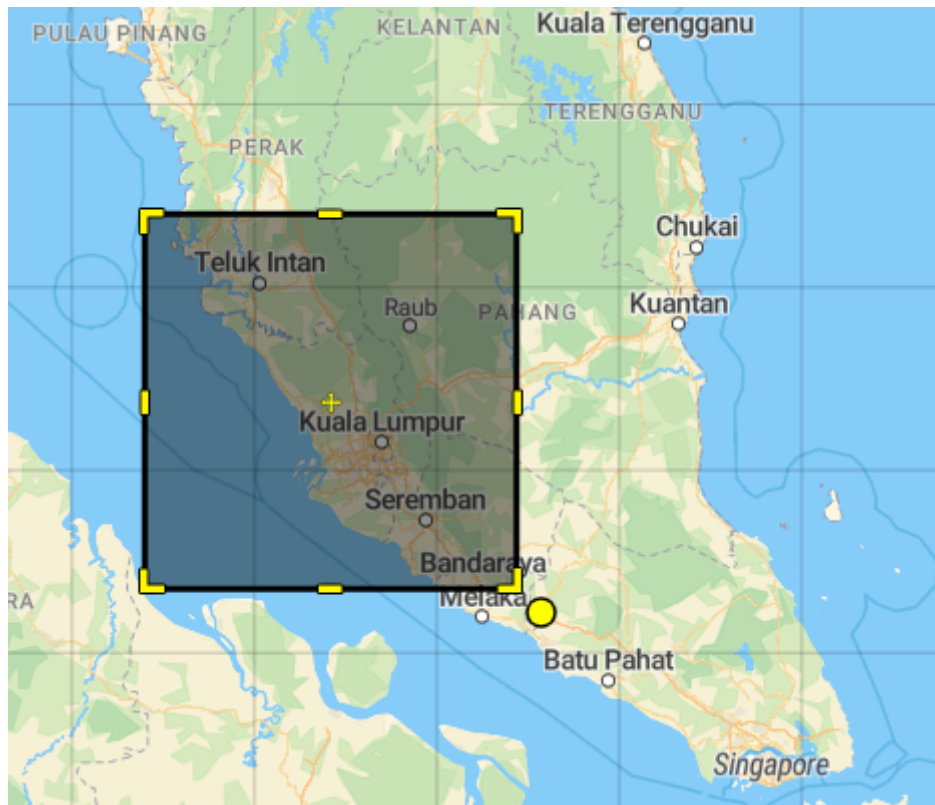 PULAU PINANG
KELANTAN
Kuala Terengganu
TERENGGANU
PERAK
Chukai
Teluk Intan
Raub
PAHANG
Kuantan
Kuala Lumpur
Seremban
Bandaraya
Melaka
RA
Batu Pahat
Singapore